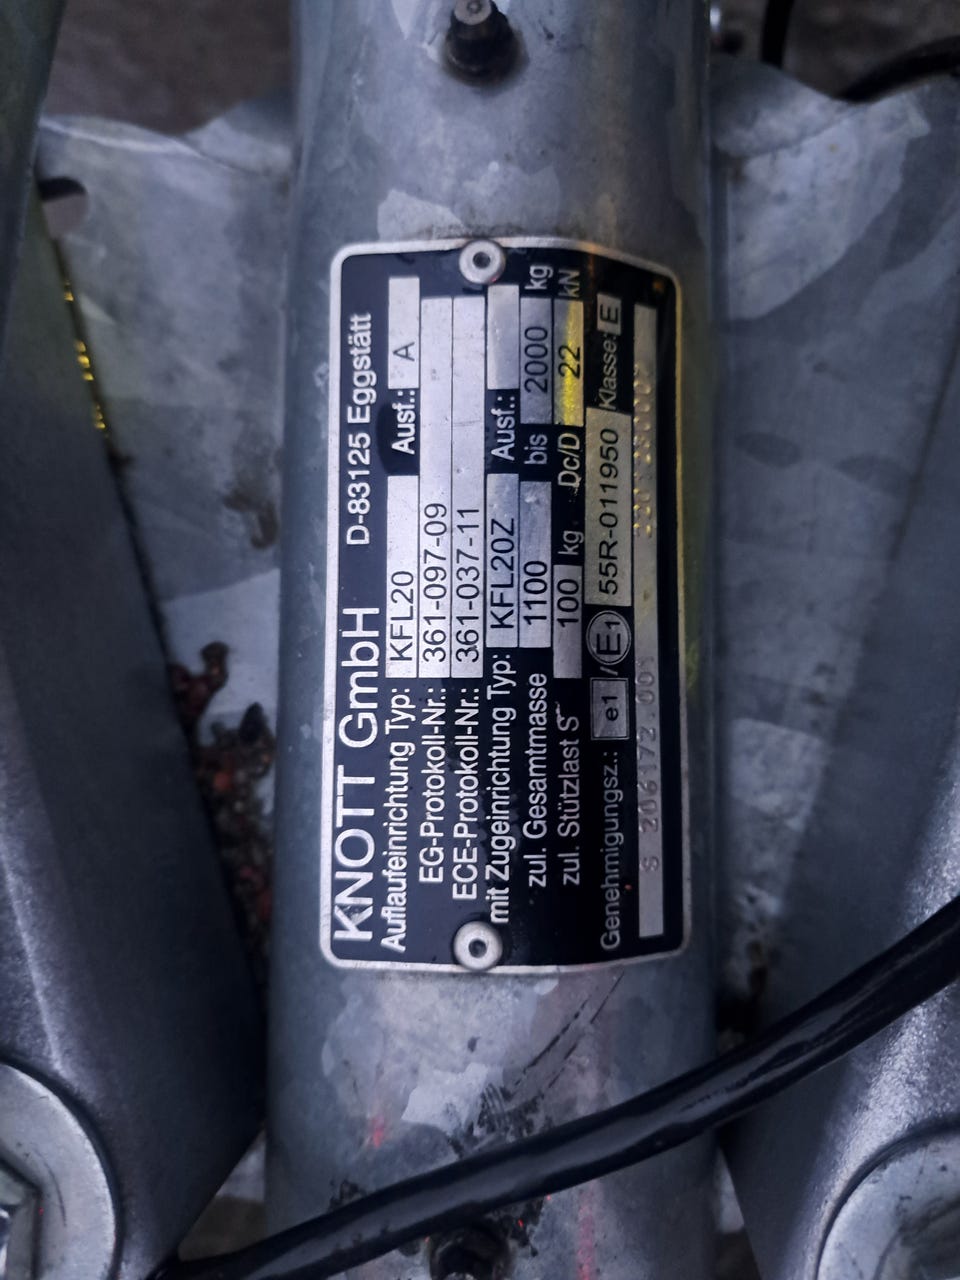 KNOTT GmbH D-83125 Eggstätt
Auflaufeinrichtung Typ: KFL20 Ausf.: A
EG-Protokoll-Nr.: 361-097-09
ECE-Protokoll-Nr.: 361-037-11
mit Zugeinrichtung Typ: KFL20Z Ausf.:
zul. Gesamtmasse 1100 bis 2000 kg
zul. Stützlast S 100 kg Dc/D 22 kN
Genehmigungsz.: e1 / E1 55R-011950 Klasse: E
S 206172.001